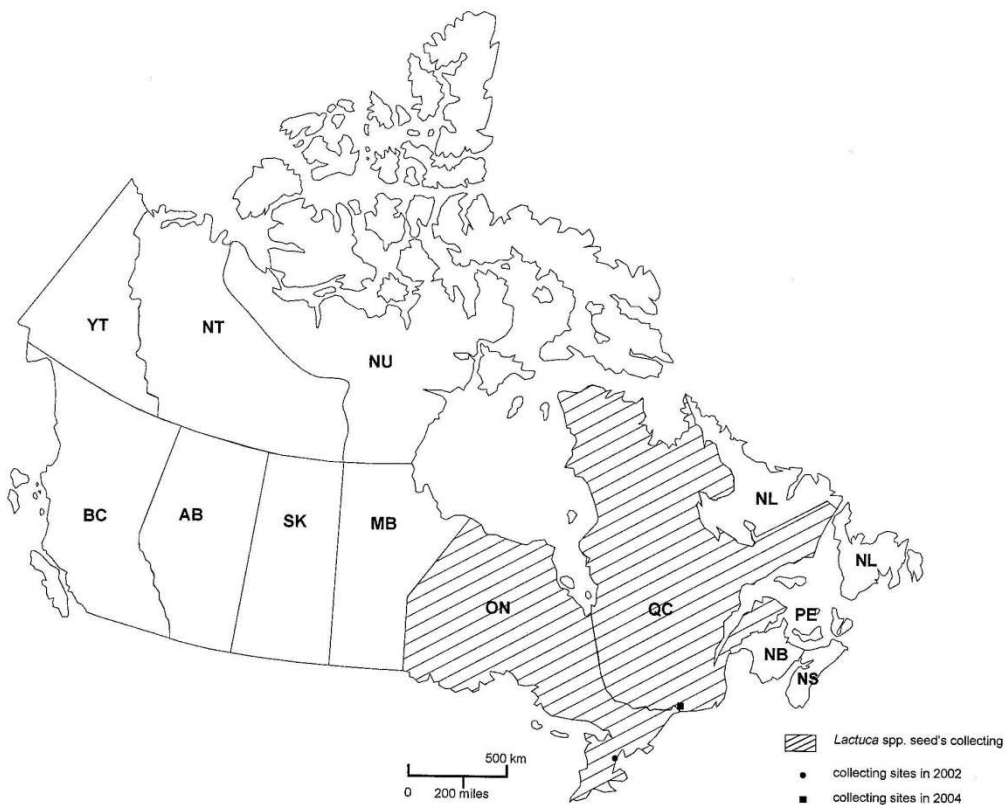 YT
NT
NU
BC
AB
SK
MB
ON
QC
NL
NL
PE
NB
NS
500 km
0 200 miles
Lactuca spp. seed's collecting
collecting sites in 2002
collecting sites in 2004